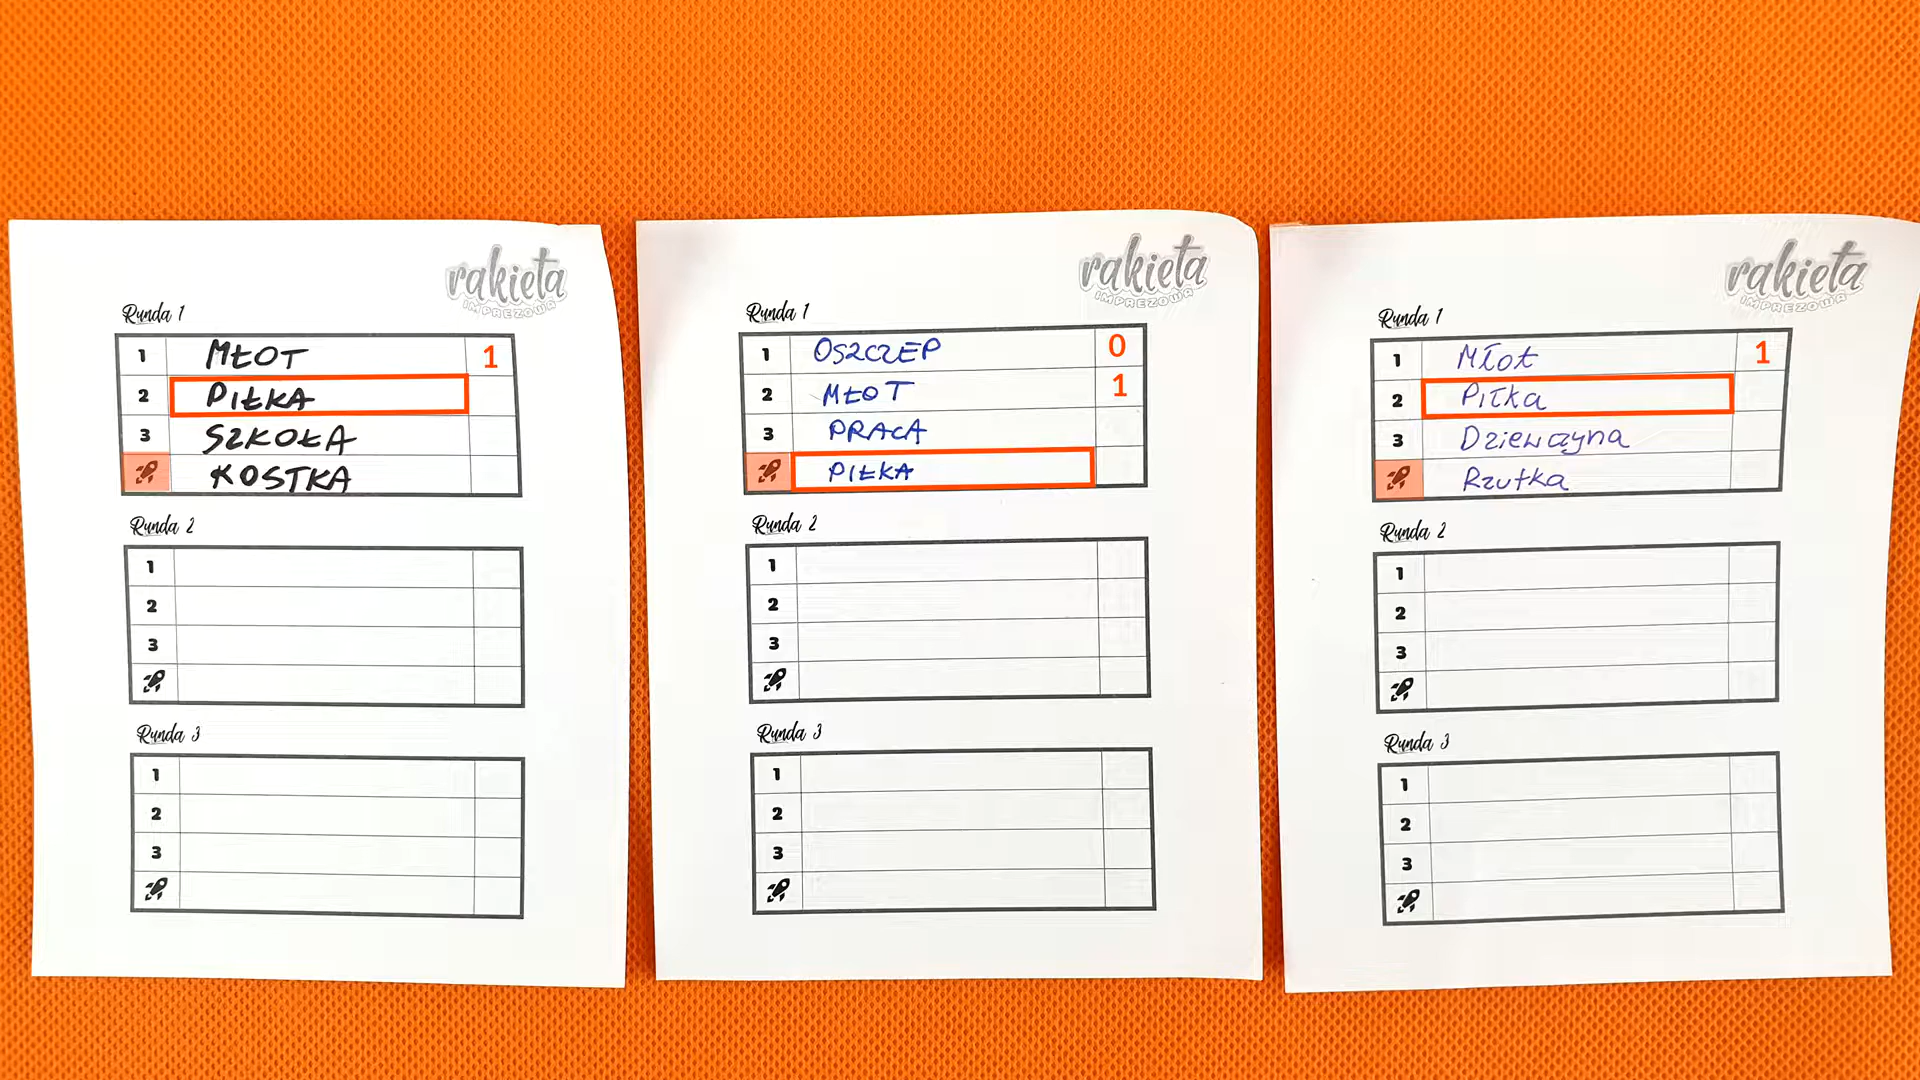 rakieta
IMPREZOWA
Runda 1
1 MŁOT 1
2 PIŁKA
3 SZKOŁA
KOSTKA
Runda 2
1
2
3
Runda 3
1
2
3
rakieta
IMPREZOWA
Runda 1
1 OSZCZEP 0
2 MŁOT 1
3 PRACA
PIŁKA
Runda 2
1
2
3
Runda 3
1
2
3
rakieta
IMPREZOWA
Runda 1
1 Młot 1
2 Piłka
3 Dziewczyna
Rzutka
Runda 2
1
2
3
Runda 3
1
2
3